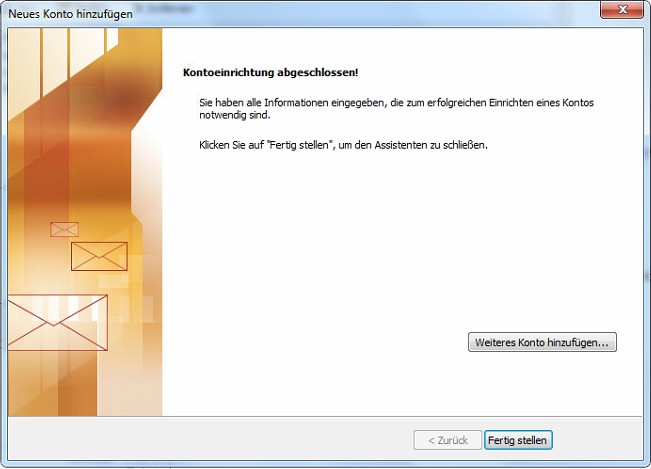 Neues Konto hinzufügen
Kontoeinrichtung abgeschlossen!
Sie haben alle Informationen eingegeben, die zum erfolgreichen Einrichten eines Kontos
notwendig sind.
Klicken Sie auf "Fertig stellen", um den Assistenten zu schließen.
Weiteres Konto hinzufügen...
< Zurück
Fertig stellen